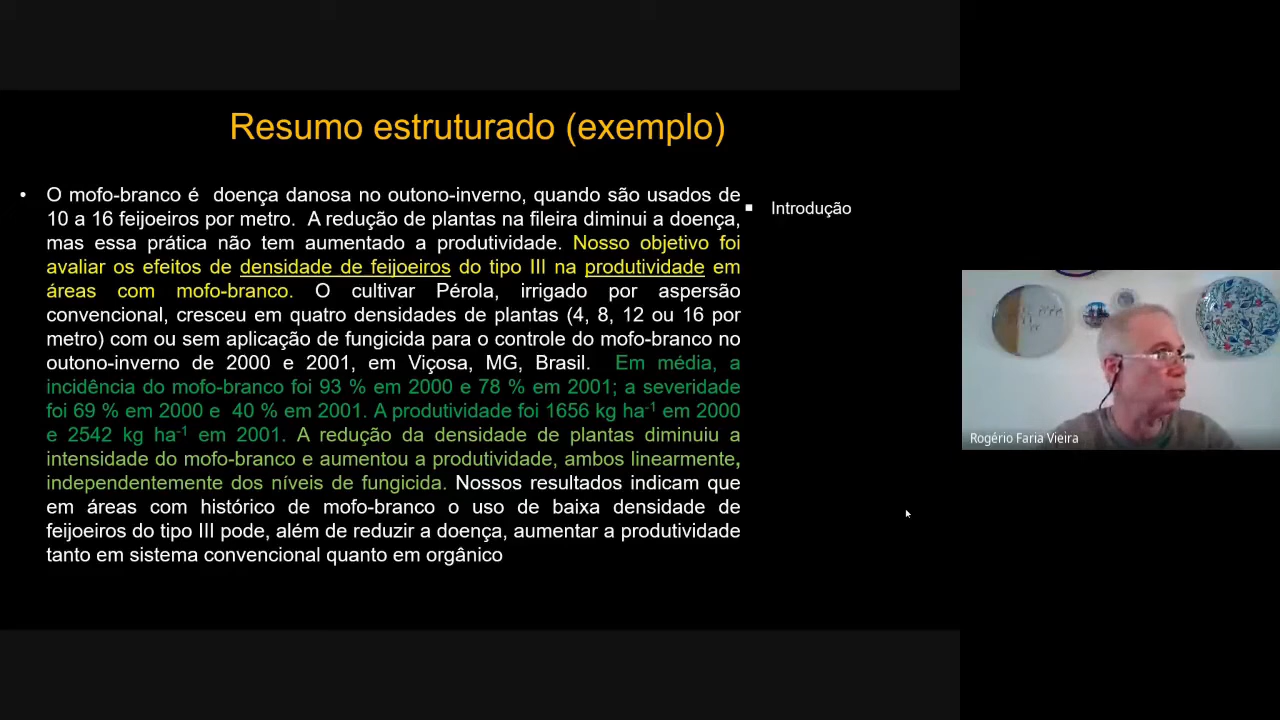 Resumo estruturado (exemplo)
• O mofo-branco é doença danosa no outono-inverno, quando são usados de
10 a 16 feijoeiros por metro. A redução de plantas na fileira diminui a doença,
mas essa prática não tem aumentado a produtividade. Nosso objetivo foi
avaliar os efeitos de densidade de feijoeiros do tipo III na produtividade em
áreas com mofo-branco. O cultivar Pérola, irrigado por aspersão
convencional, cresceu em quatro densidades de plantas (4, 8, 12 ou 16 por
metro) com ou sem aplicação de fungicida para o controle do mofo-branco no
outono-inverno de 2000 e 2001, em Viçosa, MG, Brasil. Em média, a
incidência do mofo-branco foi 93 % em 2000 e 78 % em 2001; a severidade
foi 69 % em 2000 e 40 % em 2001. A produtividade foi 1656 kg ha⁻¹ em 2000
e 2542 kg ha⁻¹ em 2001. A redução da densidade de plantas diminuiu a
intensidade do mofo-branco e aumentou a produtividade, ambos linearmente,
independentemente dos níveis de fungicida. Nossos resultados indicam que
em áreas com histórico de mofo-branco o uso de baixa densidade de
feijoeiros do tipo III pode, além de reduzir a doença, aumentar a produtividade
tanto em sistema convencional quanto em orgânico
▪ Introdução
Rogério Faria Vieira